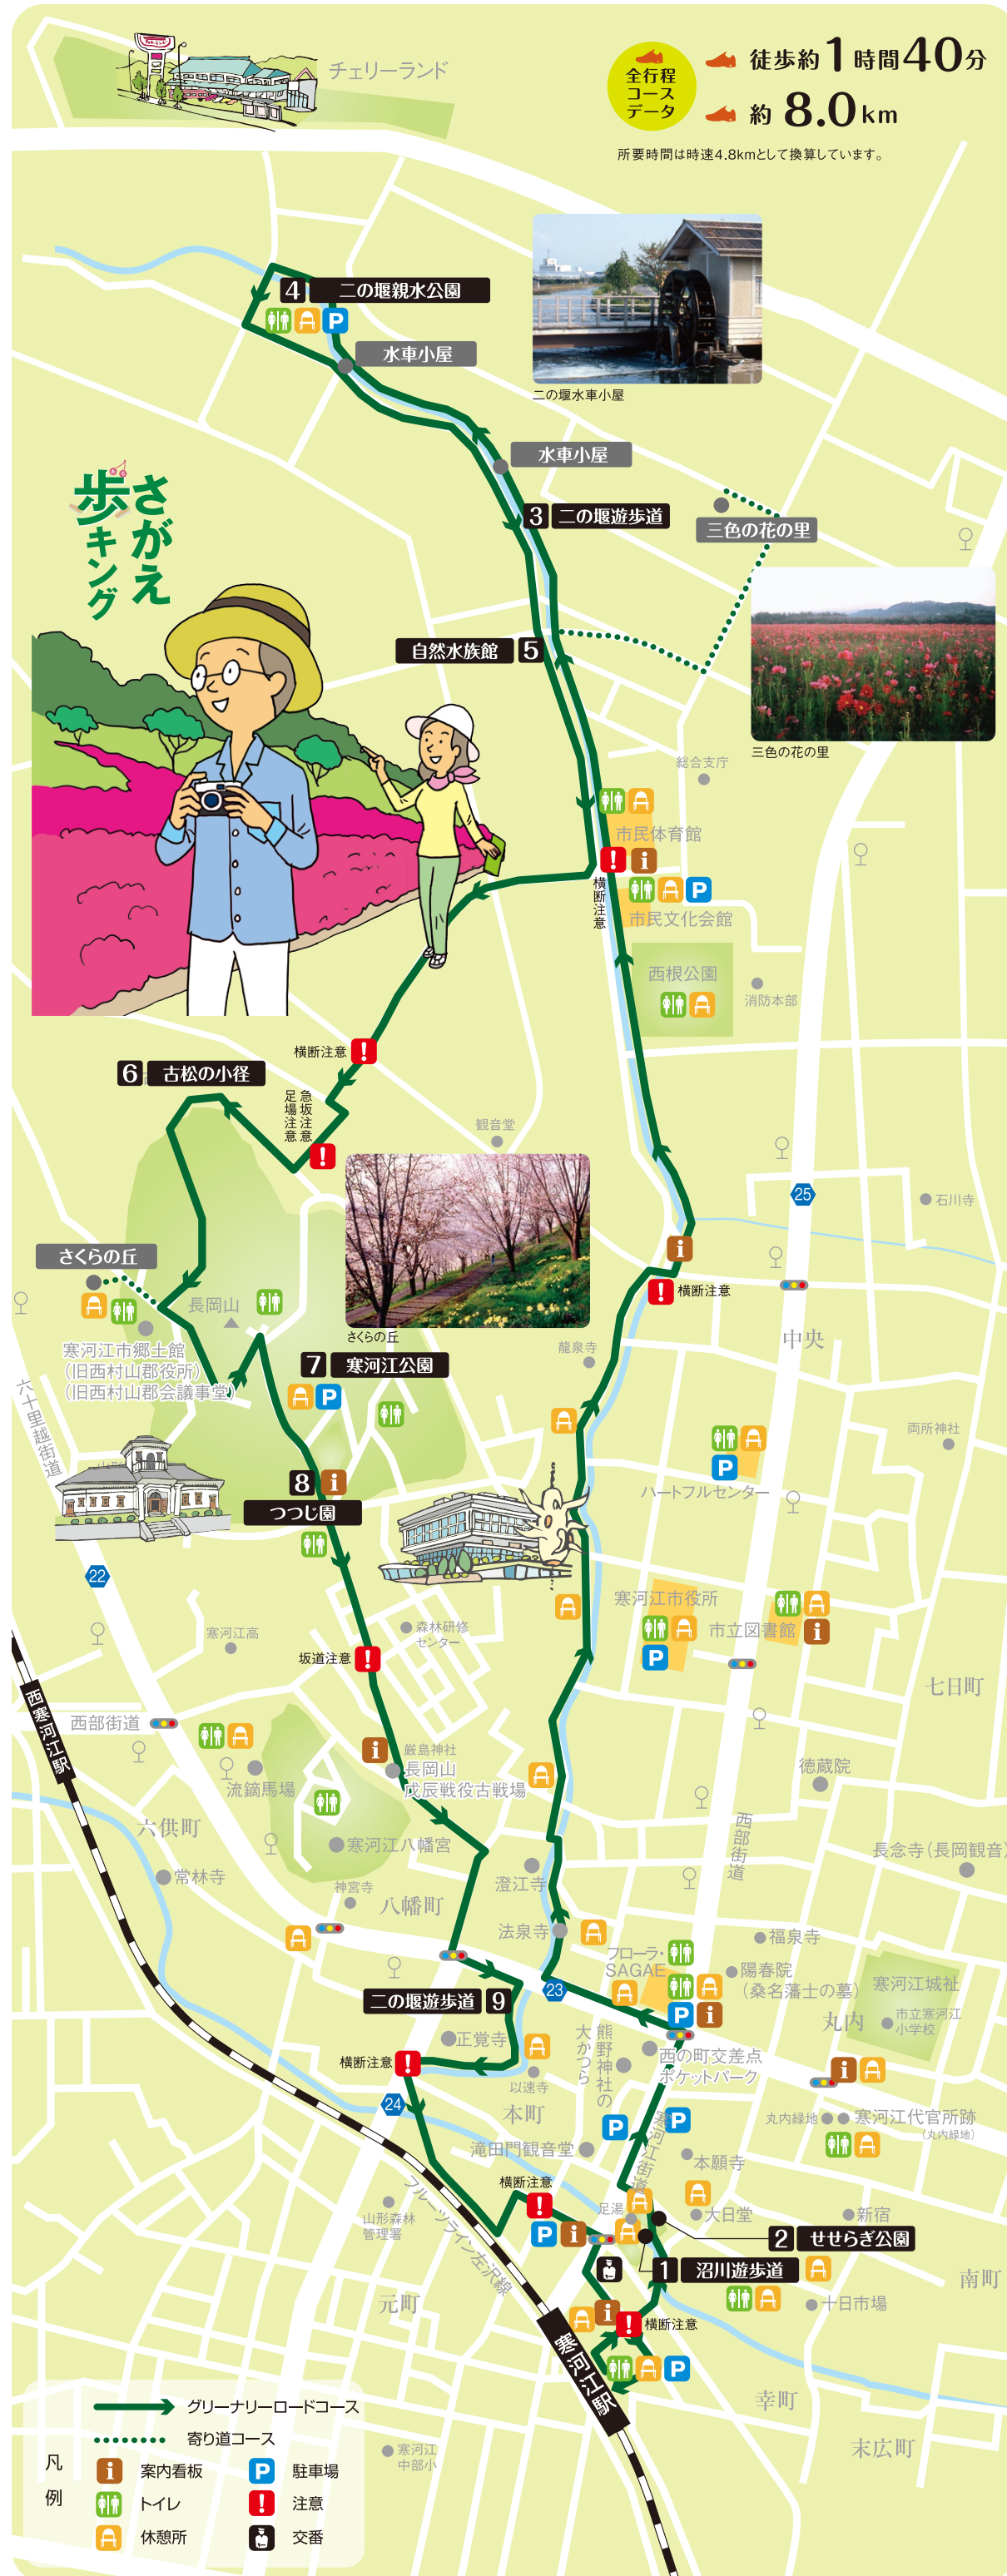 チェリーランド
全行程
コース
データ
徒歩約1時間40分
約 8.0km
所要時間は時速4.8kmとして換算しています。
4 二の堰親水公園
P
水車小屋
二の堰水車小屋
水車小屋
3 二の堰遊歩道
三色の花の里
さがえ
歩キング
自然水族館 5
三色の花の里
総合支庁
市民体育館
! i
横断注意
P
市民文化会館
西根公園
消防本部
横断注意 !
6 古松の小径
急坂注意
足場注意
!
観音堂
25
石川寺
さくらの丘
i
! 横断注意
長岡山
さくらの丘
中央
寒河江市郷土館
(旧西村山郡役所)
(旧西村山郡会議事堂)
龍泉寺
7 寒河江公園
P
六十里越街道
両所神社
P
ハートフルセンター
8 i
つつじ園
22
寒河江市役所
P
市立図書館
i
寒河江高
森林研修
センター
坂道注意 !
七日町
西寒河江駅
西部街道
i
厳島神社
長岡山
戊辰戦役古戦場
流鏑馬場
徳蔵院
六供町
西部街道
寒河江八幡宮
長念寺(長岡観音)
常林寺
神宮寺
澄江寺
八幡町
法泉寺
福泉寺
フローラ・
SAGAE
陽春院
(桑名藩士の墓)
寒河江城祉
23
P i
二の堰遊歩道 9
丸内
市立寒河江
小学校
正覚寺
熊野神社の
大かつら
西の町交差点
ポケットパーク
横断注意 !
i
以速寺
24
本町
P
P
丸内緑地
寒河江代官所跡
(丸内緑地)
寒河江街道
滝田門観音堂
本願寺
横断注意
!
足湯
大日堂
新宿
山形森林
管理署
P i
フルーツライン左沢線
2 せせらぎ公園
1 沼川遊歩道
南町
元町
十日市場
i
! 横断注意
寒河江駅
P
幸町
末広町
寒河江
中部小
凡例
グリーナリーロードコース
寄り道コース
i 案内看板
P 駐車場
トイレ
! 注意
休憩所
交番